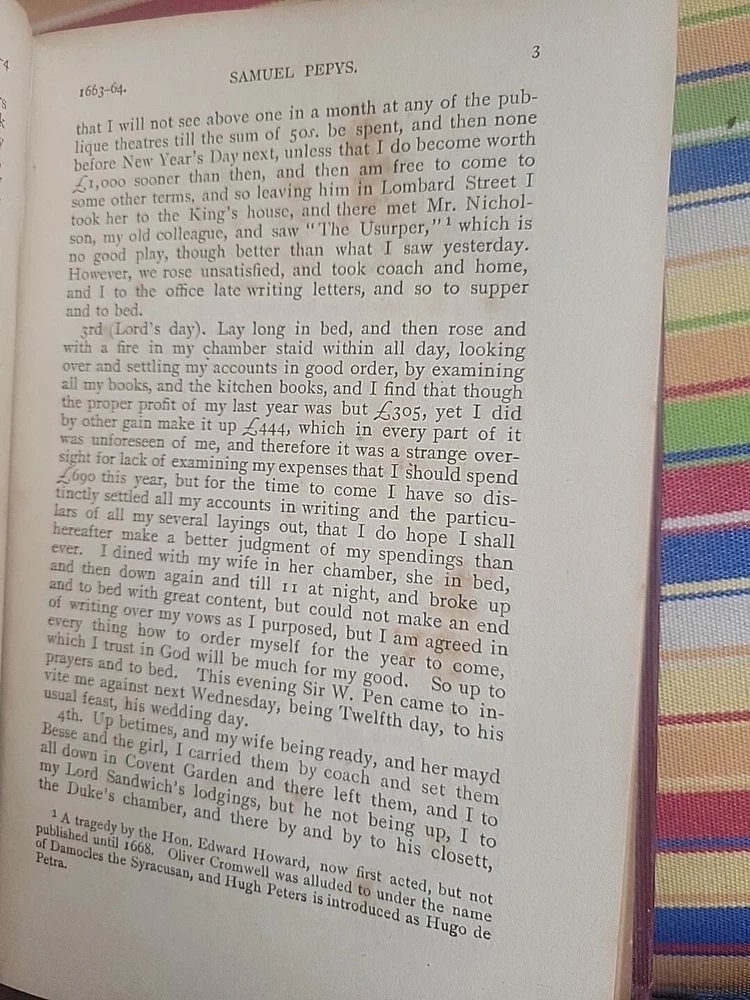 1663-64. SAMUEL PEPYS. 3
that I will not see above one in a month at any of the pub-
lique theatres till the sum of 50s. be spent, and then none
before New Year's Day next, unless that I do become worth
£1,000 sooner than then, and then am free to come to
some other terms, and so leaving him in Lombard Street I
took her to the King's house, and there met Mr. Nichol-
son, my old colleague, and saw "The Usurper,"1 which is
no good play, though better than what I saw yesterday.
However, we rose unsatisfied, and took coach and home,
and I to the office late writing letters, and so to supper
and to bed.
3rd (Lord's day). Lay long in bed, and then rose and
with a fire in my chamber staid within all day, looking
over and settling my accounts in good order, by examining
all my books, and the kitchen books, and I find that though
the proper profit of my last year was but £305, yet I did
by other gain make it up £444, which in every part of it
was unforeseen of me, and therefore it was a strange over-
sight for lack of examining my expenses that I should spend
£690 this year, but for the time to come I have so dis-
tinctly settled all my accounts in writing and the particu-
lars of all my several layings out, that I do hope I shall
hereafter make a better judgment of my spendings than
ever. I dined with my wife in her chamber, she in bed,
and then down again and till 11 at night, and broke up
and to bed with great content, but could not make an end
of writing over my vows as I purposed, but I am agreed in
every thing how to order myself for the year to come,
which I trust in God will be much for my good. So up to
prayers and to bed. This evening Sir W. Pen came to in-
vite me against next Wednesday, being Twelfth day, to his
usual feast, his wedding day.
4th. Up betimes, and my wife being ready, and her mayd
Besse and the girl, I carried them by coach and set them
all down in Covent Garden and there left them, and I to
my Lord Sandwich's lodgings, but he not being up, I to
the Duke's chamber, and there by and by to his closett,
1 A tragedy by the Hon. Edward Howard, now first acted, but not
published until 1668. Oliver Cromwell was alluded to under the name
of Damocles the Syracusan, and Hugh Peters is introduced as Hugo de
Petra.